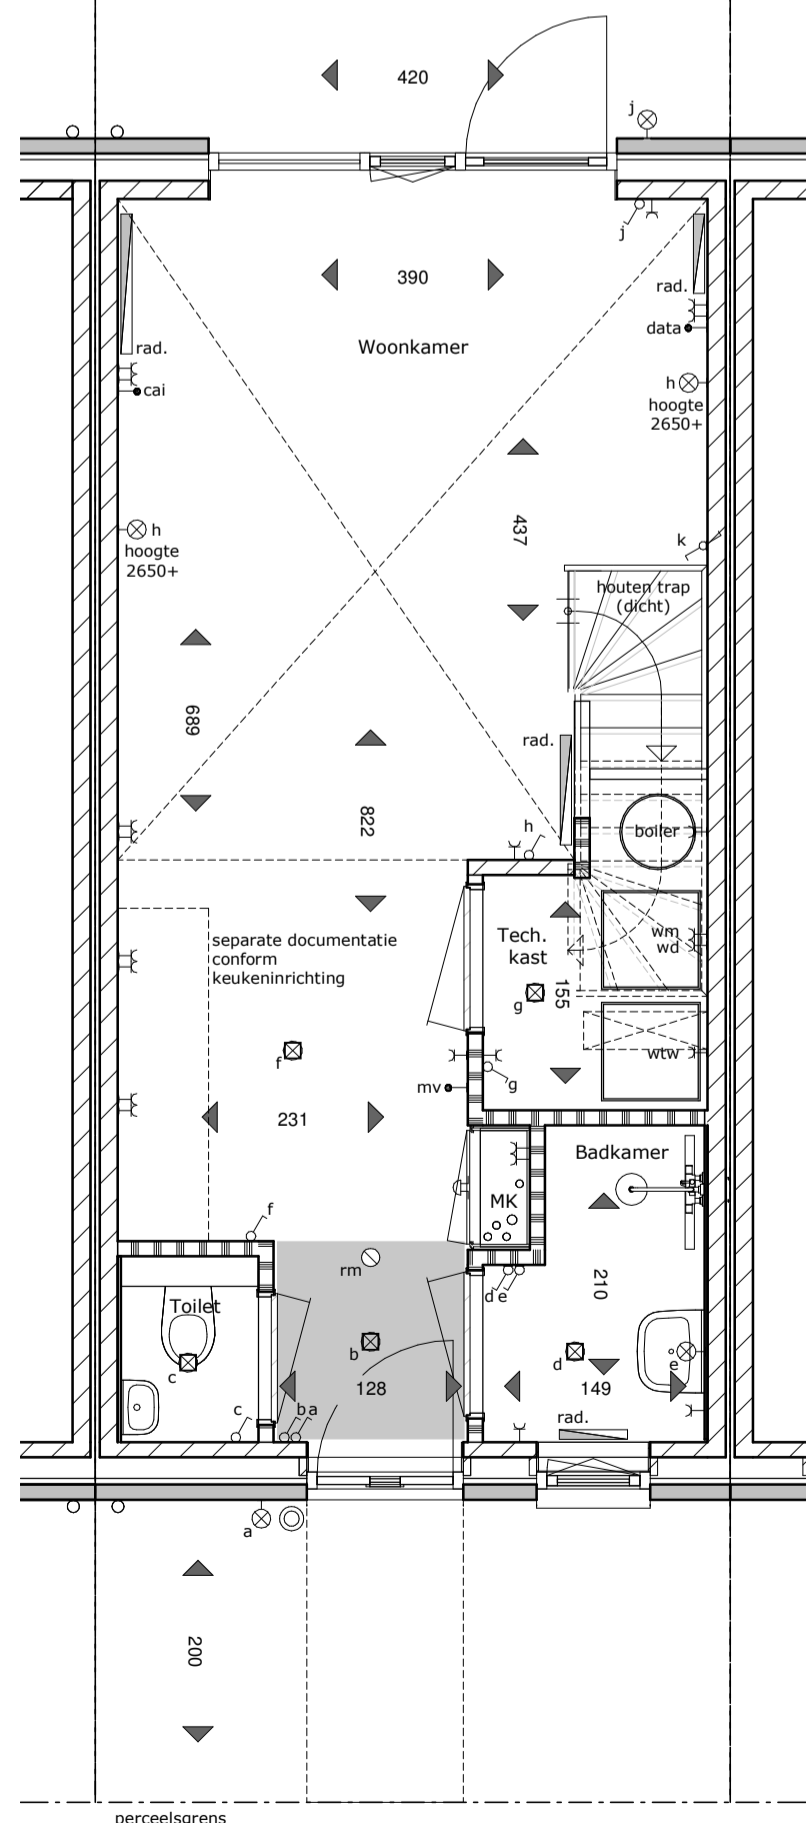 420
j
390
j
rad.
Woonkamer
data
rad.
cai
h
hoogte
2650+
437
k
h
hoogte
2650+
houten trap
(dicht)
689
rad.
822
h
boiler
separate documentatie
conform
keukeninrichting
Tech.
kast
wm
wd
g
155
f
wtw
g
mv
231
Badkamer
MK
f
rm
d e
210
Toilet
b
c
d
e
128
149
c
b a
rad.
a
200
perceelsgrens